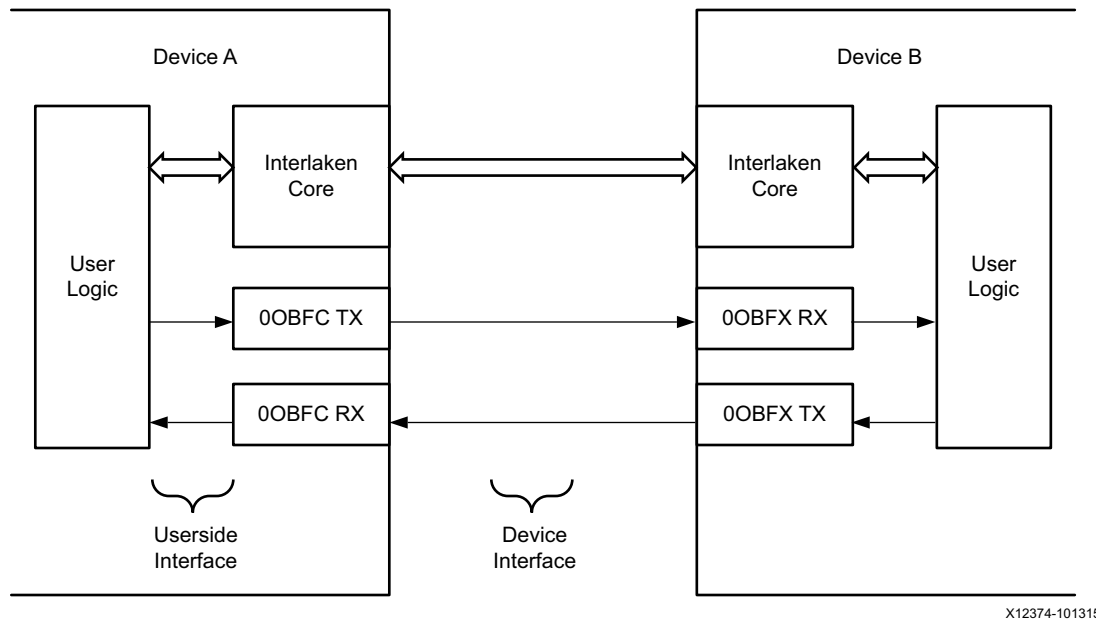 Device A
Device B
Interlaken
Core
Interlaken
Core
User
Logic
User
Logic
0OBFC TX
0OBFX RX
0OBFC RX
0OBFX TX
Userside
Interface
Device
Interface
X12374-101315